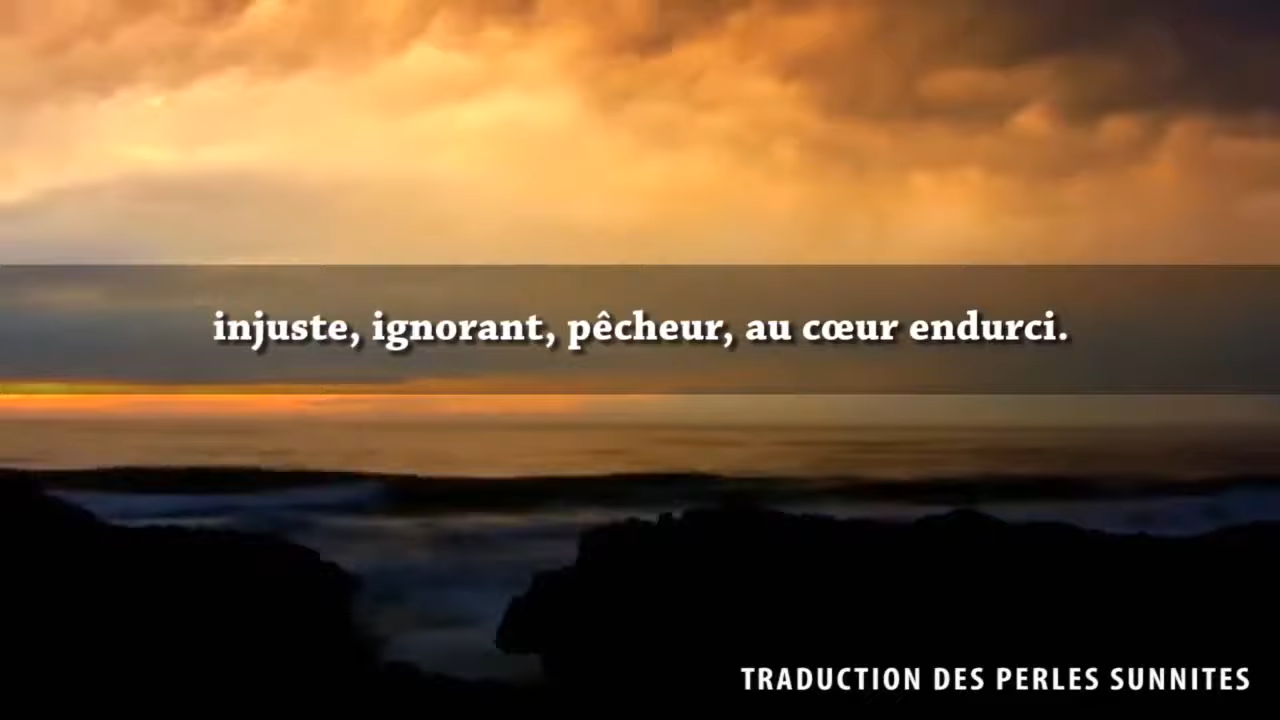 injuste, ignorant, pêcheur, au cœur endurci.
TRADUCTION DES PERLES SUNNITES